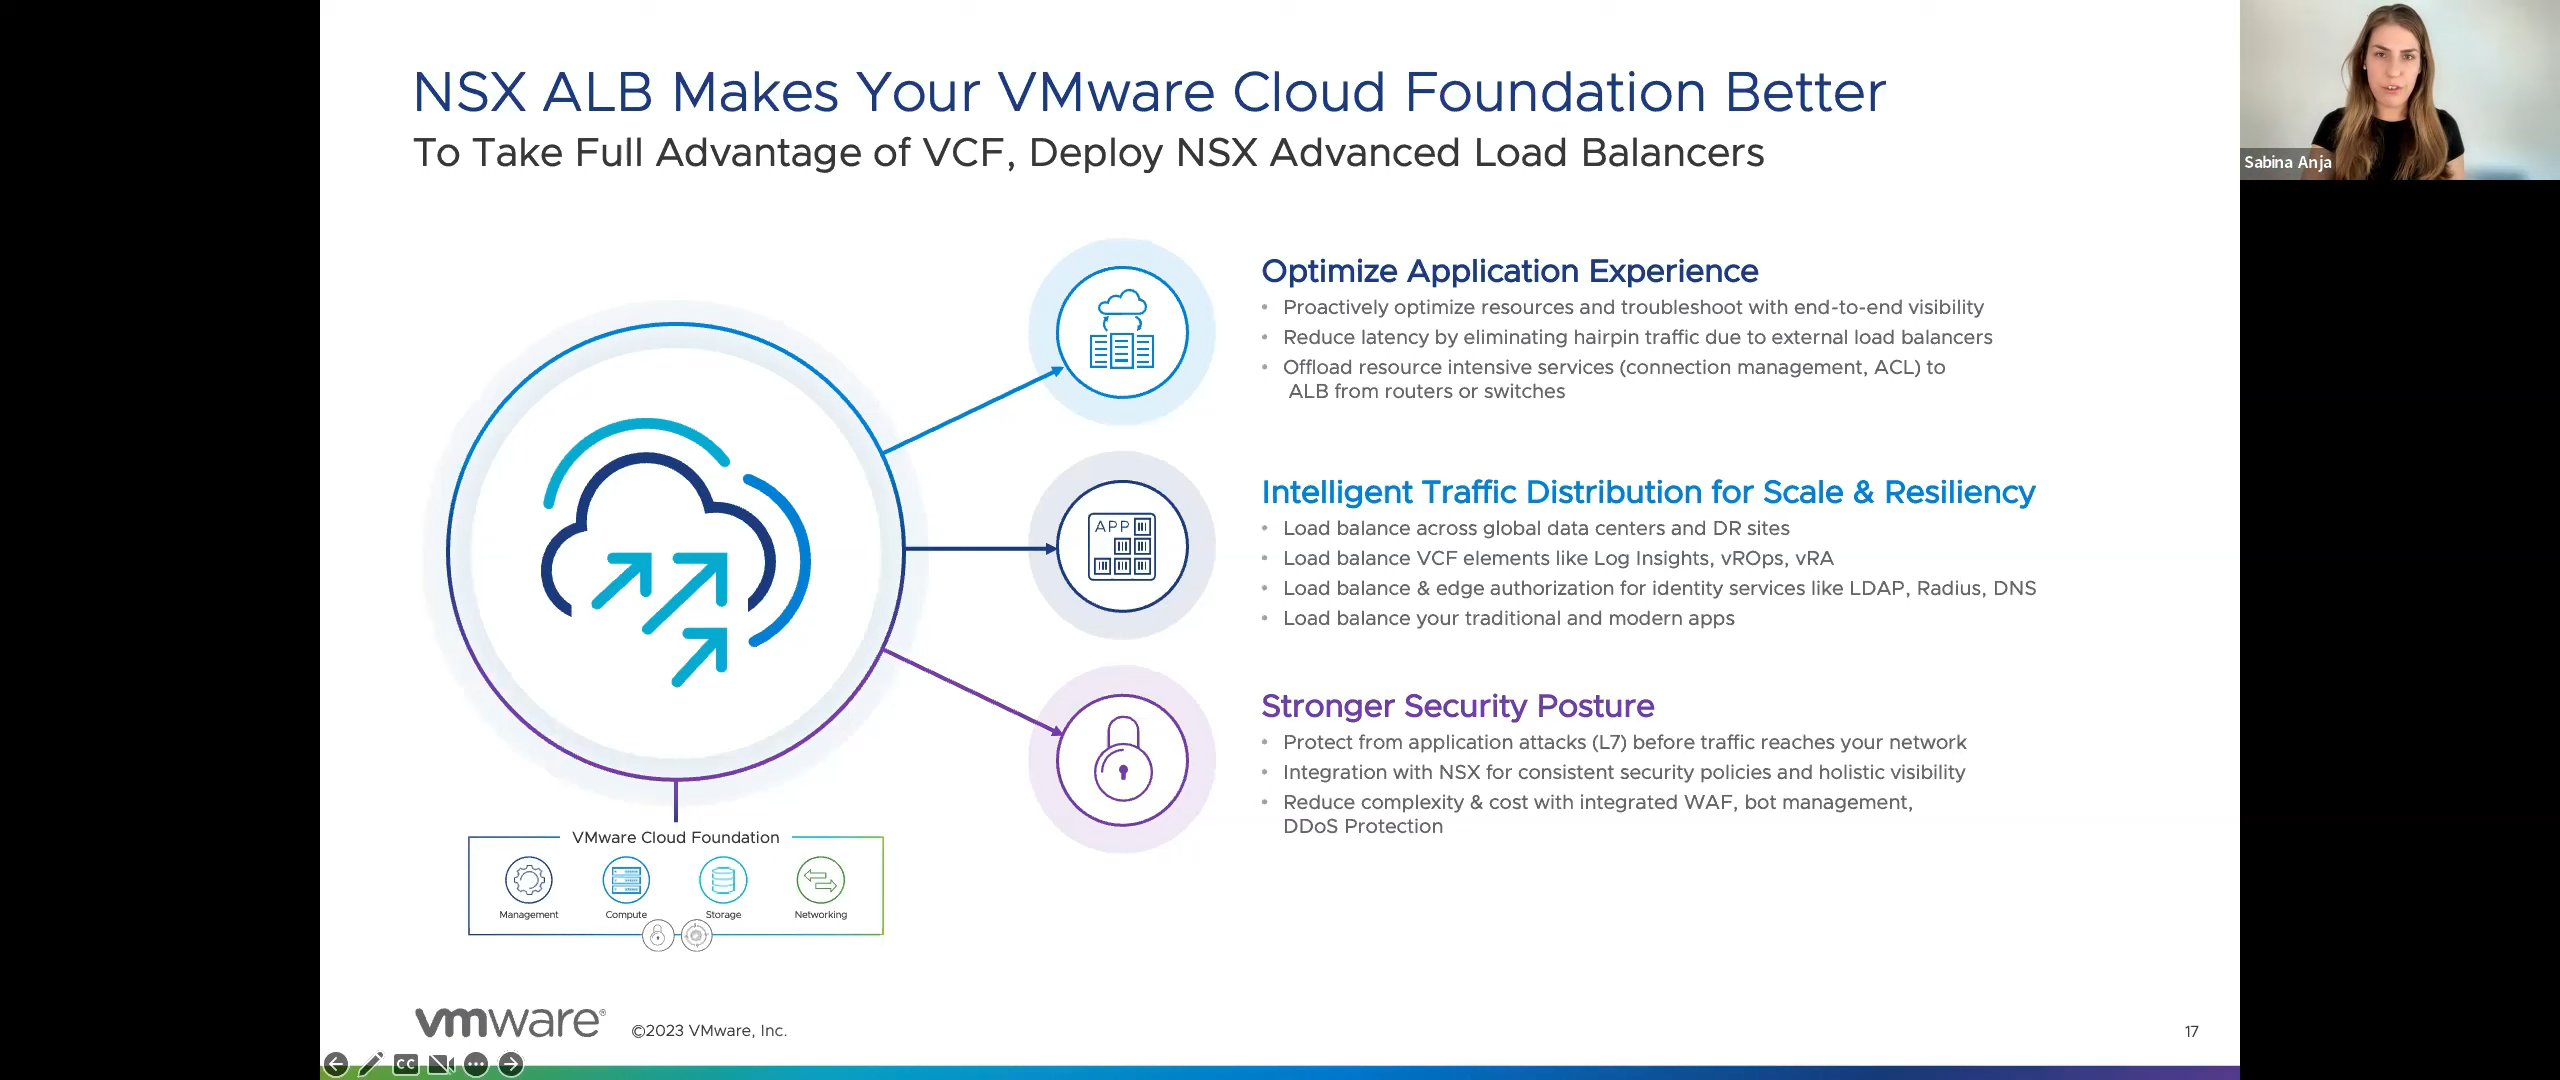 NSX ALB Makes Your VMware Cloud Foundation Better
To Take Full Advantage of VCF, Deploy NSX Advanced Load Balancers
Sabina Anja
Optimize Application Experience
• Proactively optimize resources and troubleshoot with end-to-end visibility
• Reduce latency by eliminating hairpin traffic due to external load balancers
• Offload resource intensive services (connection management, ACL) to
ALB from routers or switches
APP
Intelligent Traffic Distribution for Scale & Resiliency
• Load balance across global data centers and DR sites
• Load balance VCF elements like Log Insights, vROps, vRA
• Load balance & edge authorization for identity services like LDAP, Radius, DNS
• Load balance your traditional and modern apps
Stronger Security Posture
• Protect from application attacks (L7) before traffic reaches your network
• Integration with NSX for consistent security policies and holistic visibility
• Reduce complexity & cost with integrated WAF, bot management,
DDoS Protection
VMware Cloud Foundation
Management Compute Storage Networking
vmware® ©2023 VMware, Inc.
17
CC